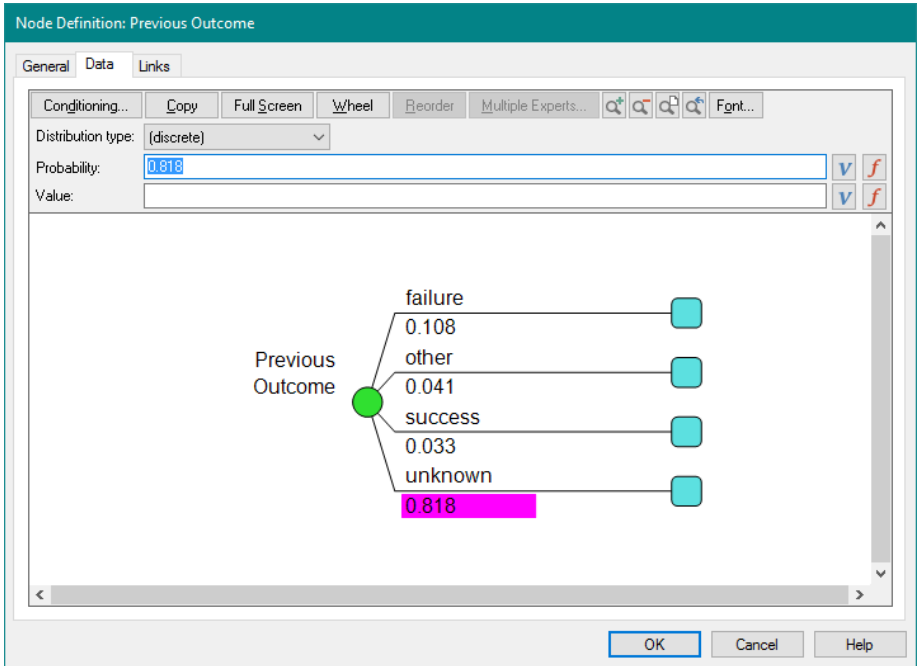 Node Definition: Previous Outcome
General Data Links
Conditioning... Copy Full Screen Wheel Reorder Multiple Experts... Font...
Distribution type: (discrete)
Probability: 0.818 V f
Value: V f
failure
0.108
Previous
Outcome
other
0.041
success
0.033
unknown
0.818
OK Cancel Help